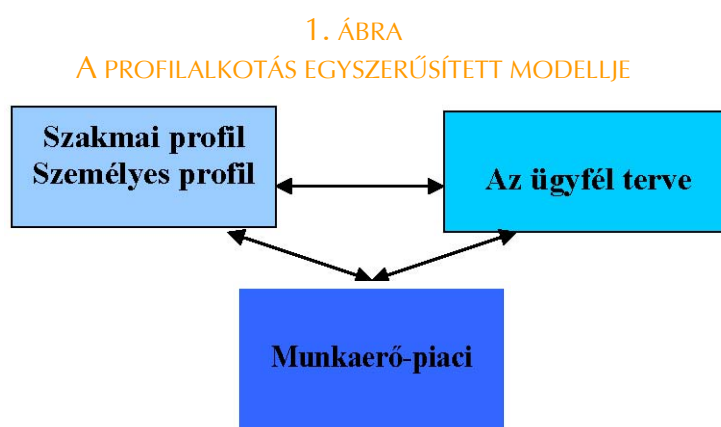 1. ÁBRA
A PROFILALKOTÁS EGYSZERŰSÍTETT MODELLJE
Szakmai profil
Személyes profil
Az ügyfél terve
Munkaerő-piaci